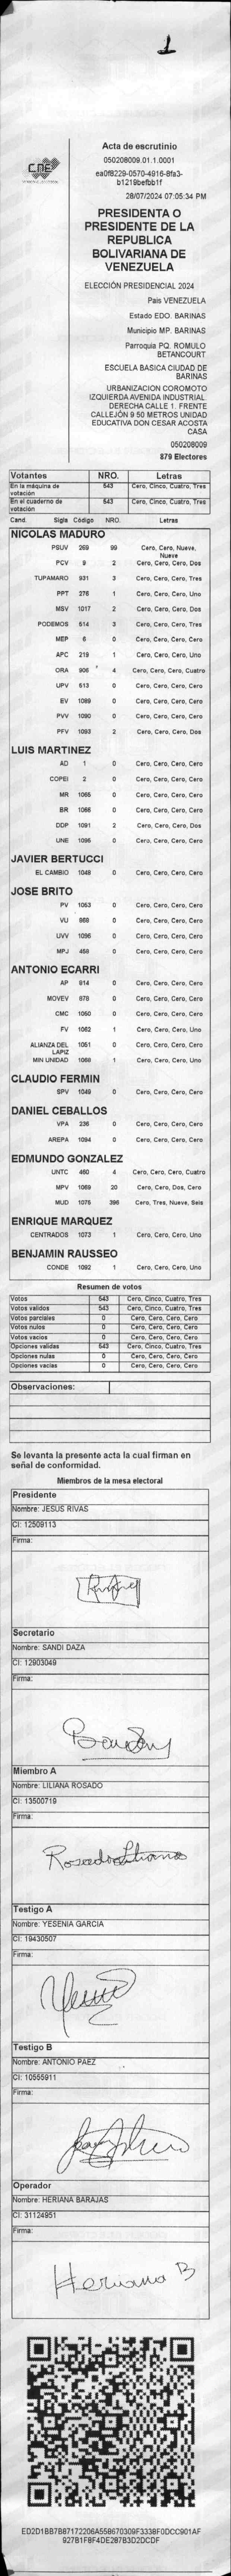 1
CNE
Acta de escrutinio
050208009.01.1.0001
ea0f8229-0570-4916-8fa3-
b1219befbb1f
28/07/2024 07:05:34 PM
PRESIDENTA O
PRESIDENTE DE LA
REPUBLICA
BOLIVARIANA DE
VENEZUELA
ELECCIÓN PRESIDENCIAL 2024
Pais VENEZUELA
Estado EDO. BARINAS
Municipio MP. BARINAS
Parroquia PQ. ROMULO
BETANCOURT
ESCUELA BASICA CIUDAD DE
BARINAS
URBANIZACION COROMOTO
IZQUIERDA AVENIDA INDUSTRIAL.
DERECHA CALLE 1. FRENTE
CALLEJÓN 9 50 METROS UNIDAD
EDUCATIVA DON CESAR ACOSTA
CASA
050208009
879 Electores
Votantes NRO. Letras
En la máquina de votación 543 Cero, Cinco, Cuatro, Tres
En el cuaderno de votación 543 Cero, Cinco, Cuatro, Tres
Cand. Sigla Código NRO. Letras
NICOLAS MADURO
PSUV 269 99 Cero, Cero, Nueve, Nueve
PCV 9 2 Cero, Cero, Cero, Dos
TUPAMARO 931 3 Cero, Cero, Cero, Tres
PPT 276 1 Cero, Cero, Cero, Uno
MSV 1017 2 Cero, Cero, Cero, Dos
PODEMOS 514 3 Cero, Cero, Cero, Tres
MEP 6 0 Cero, Cero, Cero, Cero
APC 219 1 Cero, Cero, Cero, Uno
ORA 906 4 Cero, Cero, Cero, Cuatro
UPV 613 0 Cero, Cero, Cero, Cero
EV 1089 0 Cero, Cero, Cero, Cero
PVV 1090 0 Cero, Cero, Cero, Cero
PFV 1093 2 Cero, Cero, Cero, Dos
LUIS MARTINEZ
AD 1 0 Cero, Cero, Cero, Cero
COPEI 2 0 Cero, Cero, Cero, Cero
MR 1065 0 Cero, Cero, Cero, Cero
BR 1066 0 Cero, Cero, Cero, Cero
DDP 1091 2 Cero, Cero, Cero, Dos
UNE 1095 0 Cero, Cero, Cero, Cero
JAVIER BERTUCCI
EL CAMBIO 1048 0 Cero, Cero, Cero, Cero
JOSE BRITO
PV 1053 0 Cero, Cero, Cero, Cero
VU 969 0 Cero, Cero, Cero, Cero
UVV 1096 0 Cero, Cero, Cero, Cero
MPJ 458 0 Cero, Cero, Cero, Cero
ANTONIO ECARRI
AP 914 0 Cero, Cero, Cero, Cero
MOVEV 978 0 Cero, Cero, Cero, Cero
CMC 1050 0 Cero, Cero, Cero, Cero
FV 1062 1 Cero, Cero, Cero, Uno
ALIANZA DEL LAPIZ 1051 0 Cero, Cero, Cero, Cero
MIN UNIDAD 1068 1 Cero, Cero, Cero, Uno
CLAUDIO FERMIN
SPV 1049 0 Cero, Cero, Cero, Cero
DANIEL CEBALLOS
VPA 236 0 Cero, Cero, Cero, Cero
AREPA 1094 0 Cero, Cero, Cero, Cero
EDMUNDO GONZALEZ
UNTC 460 4 Cero, Cero, Cero, Cuatro
MPV 1069 20 Cero, Cero, Dos, Cero
MUD 1075 396 Cero, Tres, Nueve, Seis
ENRIQUE MARQUEZ
CENTRADOS 1073 1 Cero, Cero, Cero, Uno
BENJAMIN RAUSSEO
CONDE 1092 1 Cero, Cero, Cero, Uno
Resumen de votos
Votos 543 Cero, Cinco, Cuatro, Tres
Votos validos 543 Cero, Cinco, Cuatro, Tres
Votos parciales 0 Cero, Cero, Cero, Cero
Votos nulos 0 Cero, Cero, Cero, Cero
Votos vacios 0 Cero, Cero, Cero, Cero
Opciones validas 543 Cero, Cinco, Cuatro, Tres
Opciones nulas 0 Cero, Cero, Cero, Cero
Opciones vacias 0 Cero, Cero, Cero, Cero
Observaciones:
Se levanta la presente acta la cual firman en
señal de conformidad.
Miembros de la mesa electoral
Presidente
Nombre: JESUS RIVAS
CI: 12509113
Firma:
Secretario
Nombre: SANDI DAZA
CI: 12903049
Firma:
Miembro A
Nombre: LILIANA ROSADO
CI: 13500719
Firma:
Rosado Liliana
Testigo A
Nombre: YESENIA GARCIA
CI: 19430507
Firma:
Testigo B
Nombre: ANTONIO PAEZ
CI: 10555911
Firma:
Operador
Nombre: HERIANA BARAJAS
CI: 31124951
Firma:
Heriana B
ED2D1BB7B87172206A558670309F3338F0DCC901AF
927B1F8F4DE287B3D2DCDF